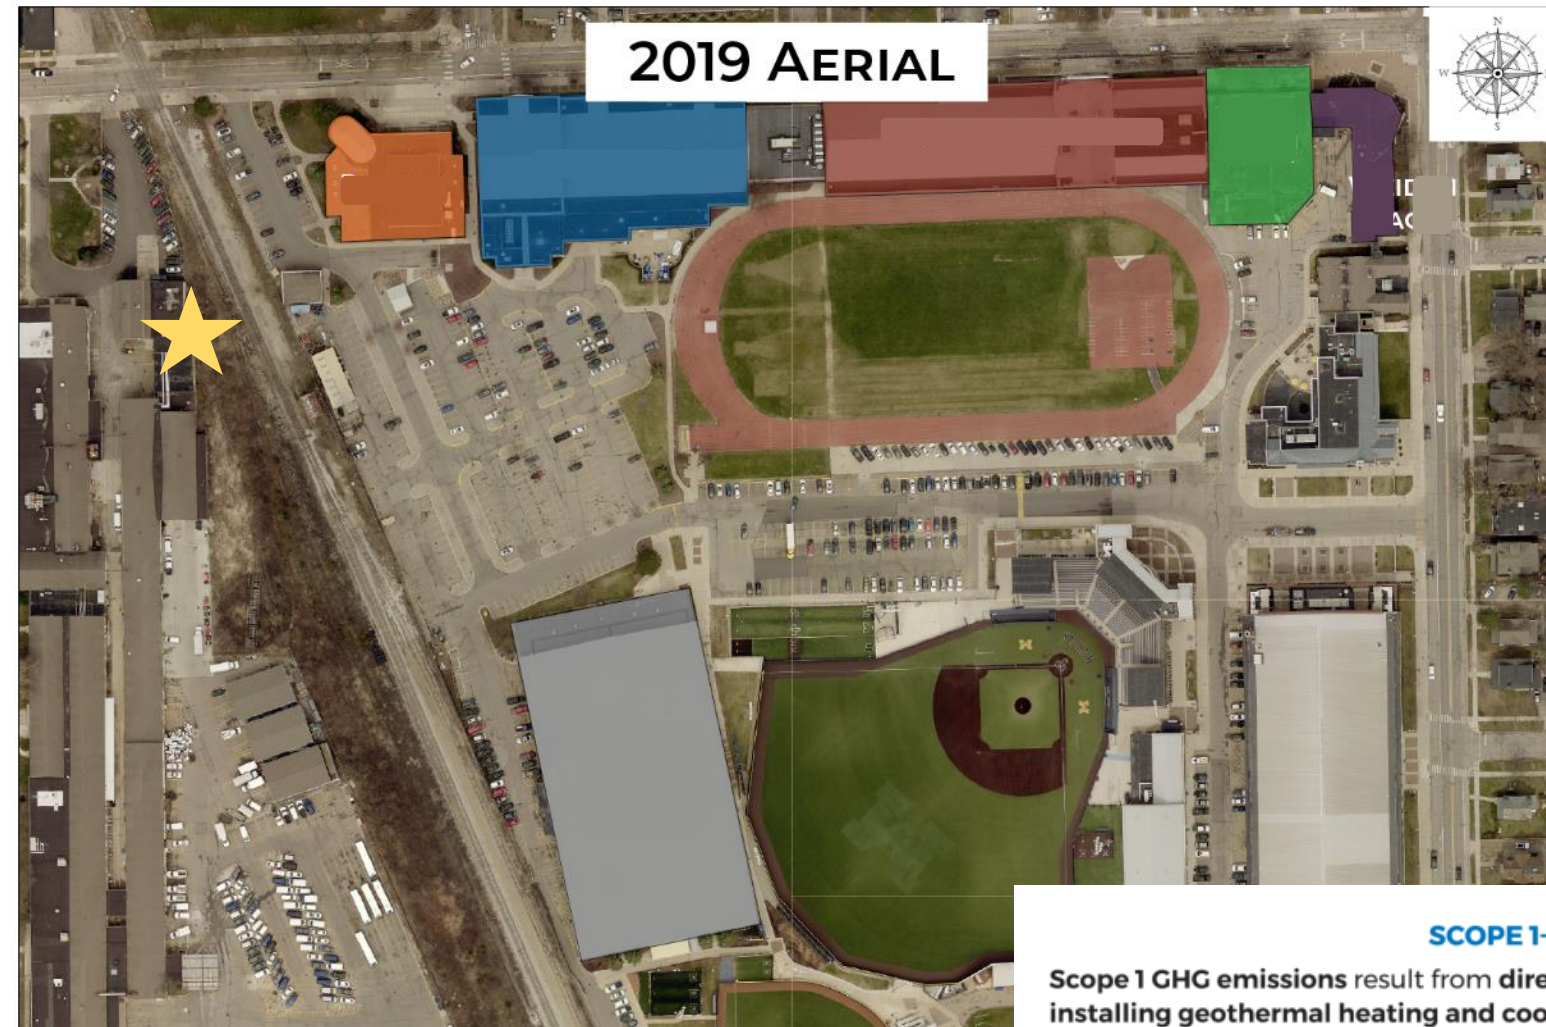 2019 AERIAL
N
W
S
SCOPE 1-
Scope 1 GHG emissions result from dire
installing geothermal heating and coo